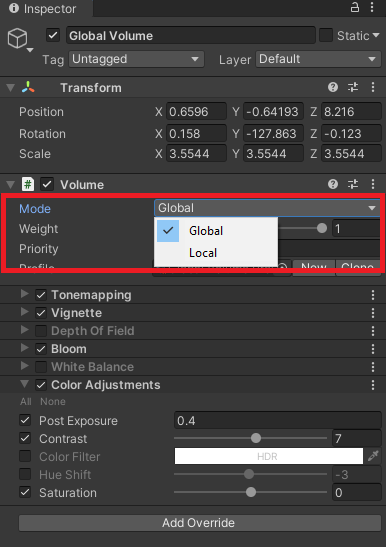 Inspector
Global Volume Static
Tag Untagged Layer Default
Transform
Position X 0.6596 Y -0.64193 Z 8.216
Rotation X 0.158 Y -127.863 Z -0.123
Scale X 3.5544 Y 3.5544 Z 3.5544
# Volume
Mode Global
Weight Global 1
Priority Local
Profile New Clone
Tonemapping
Vignette
Depth Of Field
Bloom
White Balance
Color Adjustments
All None
Post Exposure 0.4
Contrast 7
Color Filter HDR
Hue Shift -3
Saturation 0
Add Override